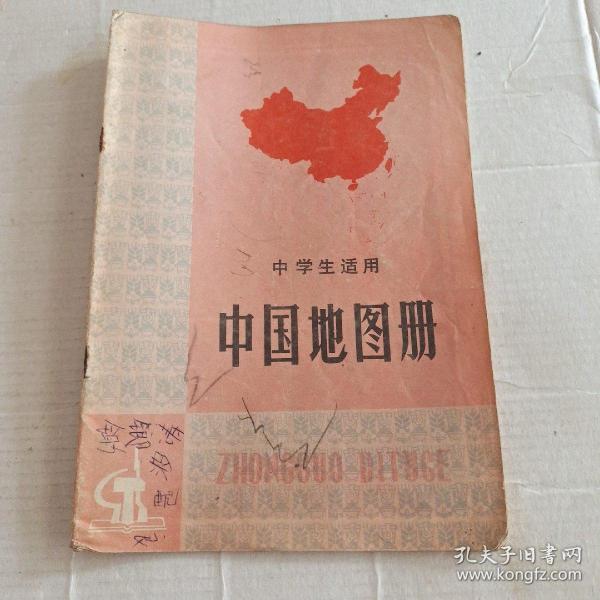 中学生适用
中国地图册
ZHONGGUO DITUCE
孔夫子旧书网
www.kongfz.com